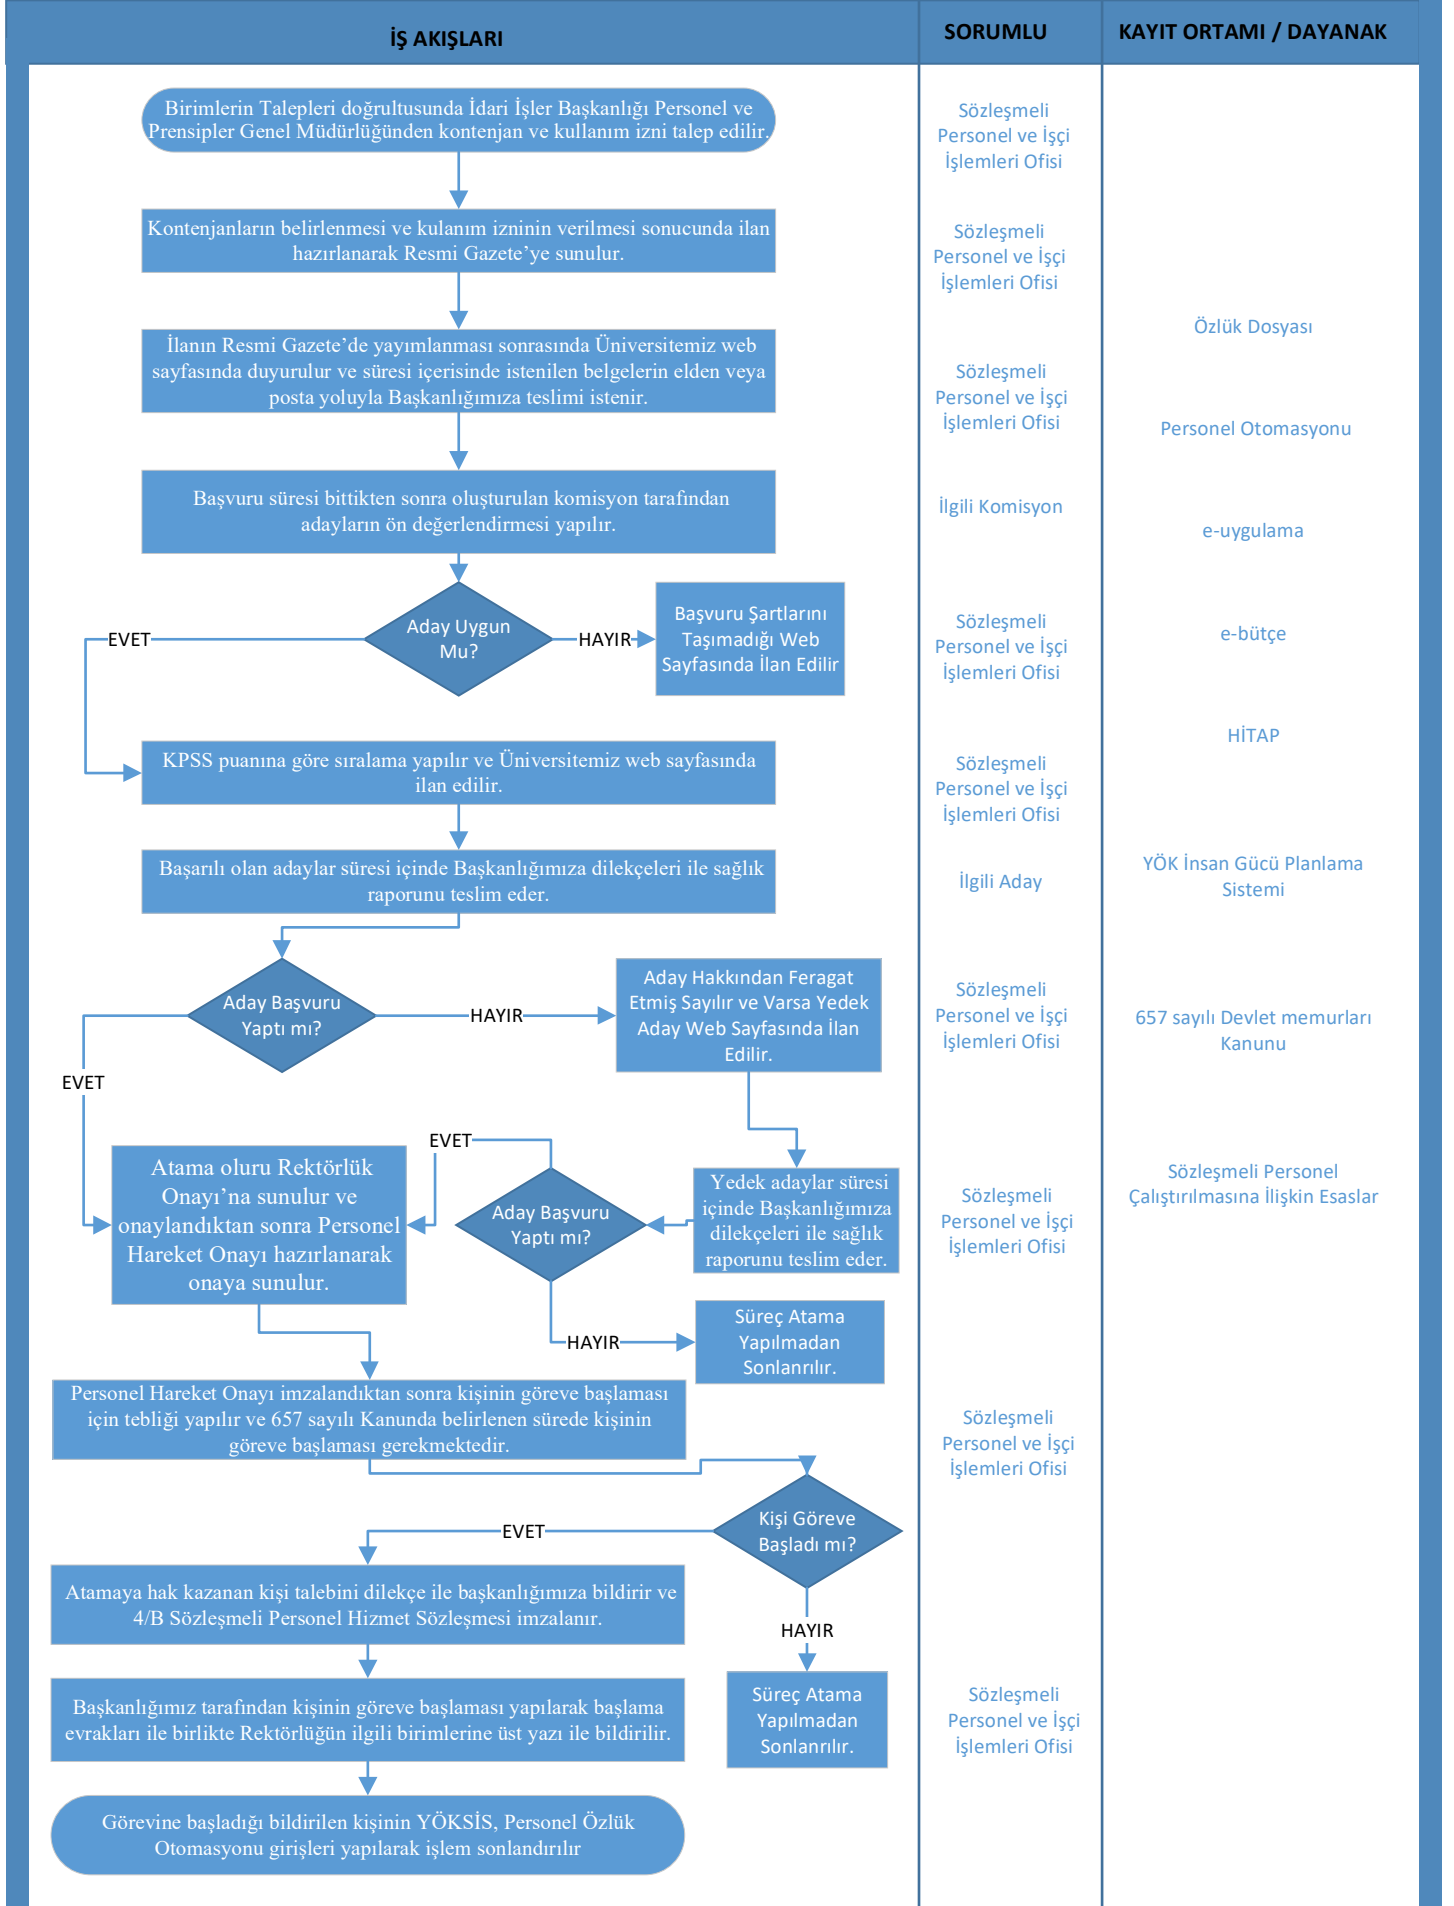 İŞ AKIŞLARI
SORUMLU
KAYIT ORTAMI / DAYANAK
Birimlerin Talepleri doğrultusunda İdari İşler Başkanlığı Personel ve
Prensipler Genel Müdürlüğünden kontenjan ve kullanım izni talep edilir.
Sözleşmeli
Personel ve İşçi
İşlemleri Ofisi
Kontenjanların belirlenmesi ve kulanım izninin verilmesi sonucunda ilan
hazırlanarak Resmi Gazete’ye sunulur.
Sözleşmeli
Personel ve İşçi
İşlemleri Ofisi
Özlük Dosyası
İlanın Resmi Gazete’de yayımlanması sonrasında Üniversitemiz web
sayfasında duyurulur ve süresi içerisinde istenilen belgelerin elden veya
posta yoluyla Başkanlığımıza teslimi istenir.
Sözleşmeli
Personel ve İşçi
İşlemleri Ofisi
Personel Otomasyonu
Başvuru süresi bittikten sonra oluşturulan komisyon tarafından
adayların ön değerlendirmesi yapılır.
İlgili Komisyon
e-uygulama
Aday Uygun
Mu?
EVET
HAYIR
Başvuru Şartlarını
Taşımadığı Web
Sayfasında İlan Edilir
Sözleşmeli
Personel ve İşçi
İşlemleri Ofisi
e-bütçe
HİTAP
KPSS puanına göre sıralama yapılır ve Üniversitemiz web sayfasında
ilan edilir.
Sözleşmeli
Personel ve İşçi
İşlemleri Ofisi
Başarılı olan adaylar süresi içinde Başkanlığımıza dilekçeleri ile sağlık
raporunu teslim eder.
İlgili Aday
YÖK İnsan Gücü Planlama
Sistemi
Aday Başvuru
Yaptı mı?
HAYIR
EVET
Aday Hakkından Feragat
Etmiş Sayılır ve Varsa Yedek
Aday Web Sayfasında İlan
Edilir.
Sözleşmeli
Personel ve İşçi
İşlemleri Ofisi
657 sayılı Devlet memurları
Kanunu
Atama oluru Rektörlük
Onayı’na sunulur ve
onaylandıktan sonra Personel
Hareket Onayı hazırlanarak
onaya sunulur.
EVET
Aday Başvuru
Yaptı mı?
Yedek adaylar süresi
içinde Başkanlığımıza
dilekçeleri ile sağlık
raporunu teslim eder.
Sözleşmeli
Personel ve İşçi
İşlemleri Ofisi
Sözleşmeli Personel
Çalıştırılmasına İlişkin Esaslar
HAYIR
Süreç Atama
Yapılmadan
Sonlanrılır.
Personel Hareket Onayı imzalandıktan sonra kişinin göreve başlaması
için tebliği yapılır ve 657 sayılı Kanunda belirlenen sürede kişinin
göreve başlaması gerekmektedir.
Sözleşmeli
Personel ve İşçi
İşlemleri Ofisi
Kişi Göreve
Başladı mı?
EVET
HAYIR
Atamaya hak kazanan kişi talebini dilekçe ile başkanlığımıza bildirir ve
4/B Sözleşmeli Personel Hizmet Sözleşmesi imzalanır.
Süreç Atama
Yapılmadan
Sonlanrılır.
Başkanlığımız tarafından kişinin göreve başlaması yapılarak başlama
evrakları ile birlikte Rektörlüğün ilgili birimlerine üst yazı ile bildirilir.
Sözleşmeli
Personel ve İşçi
İşlemleri Ofisi
Görevine başladığı bildirilen kişinin YÖKSİS, Personel Özlük
Otomasyonu girişleri yapılarak işlem sonlandırılır